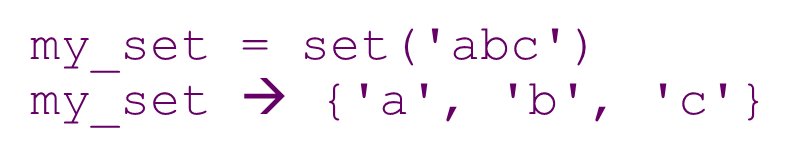 my_set = set('abc')
my_set → {'a', 'b', 'c'}